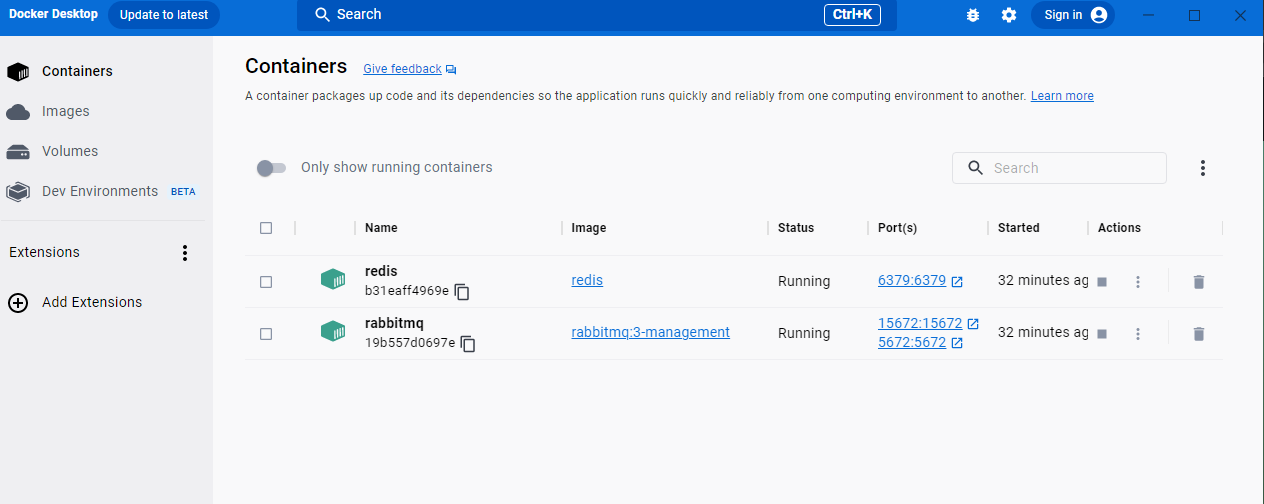 Docker Desktop Update to latest Search Ctrl+K Sign in
Containers
Images
Volumes
Dev Environments BETA
Extensions
Add Extensions
Containers Give feedback
A container packages up code and its dependencies so the application runs quickly and reliably from one computing environment to another. Learn more
Only show running containers Search
Name Image Status Port(s) Started Actions
redis
b31eaff4969e redis Running 6379:6379 32 minutes ag
rabbitmq
19b557d0697e rabbitmq:3-management Running 15672:15672 32 minutes ag
5672:5672